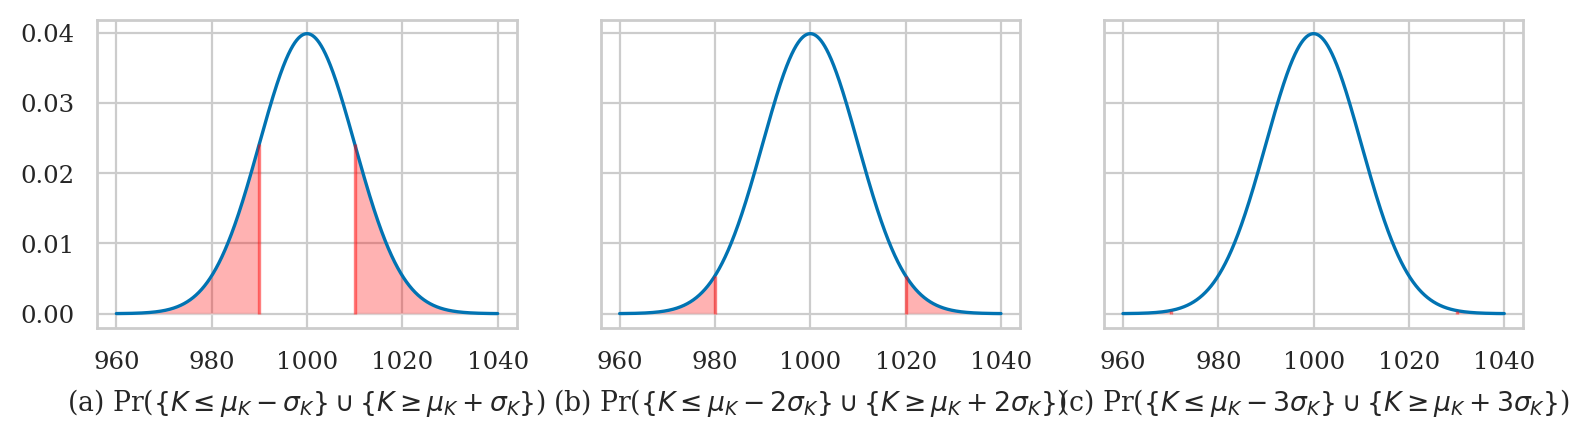 0.04
0.03
0.02
0.01
0.00
960 980 1000 1020 1040
960 980 1000 1020 1040
960 980 1000 1020 1040
(a) Pr({K ≤ μ_K − σ_K} ∪ {K ≥ μ_K + σ_K})
(b) Pr({K ≤ μ_K − 2σ_K} ∪ {K ≥ μ_K + 2σ_K})
(c) Pr({K ≤ μ_K − 3σ_K} ∪ {K ≥ μ_K + 3σ_K})